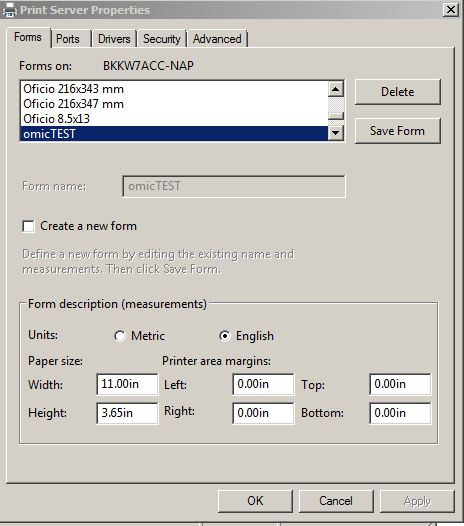 Print Server Properties
Forms Ports Drivers Security Advanced
Forms on: BKKW7ACC-NAP
Oficio 216x343 mm
Oficio 216x347 mm
Oficio 8.5x13
omicTEST
Delete
Save Form
Form name: omicTEST
Create a new form
Define a new form by editing the existing name and
measurements. Then click Save Form.
Form description (measurements)
Units: Metric English
Paper size: Printer area margins:
Width: 11.00in Left: 0.00in Top: 0.00in
Height: 3.65in Right: 0.00in Bottom: 0.00in
OK Cancel Apply